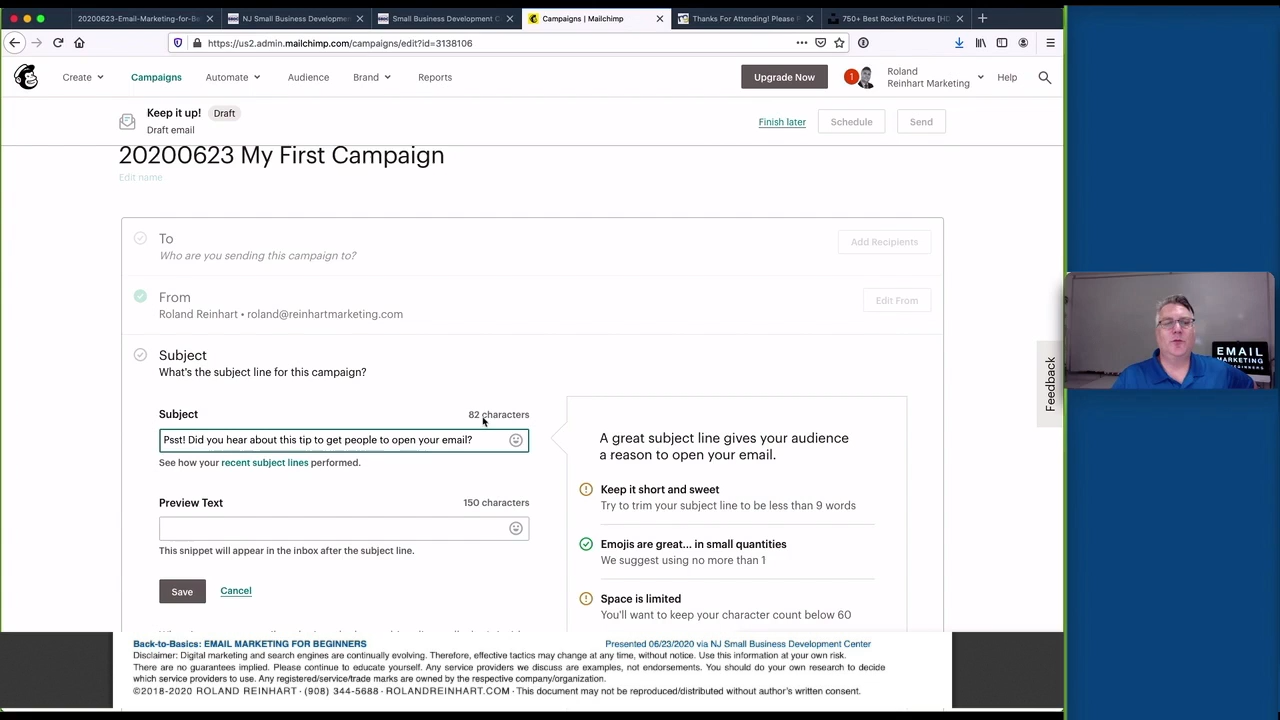 2020623-Email-Marketing-for-Be
NJ Small Business Developmen
Small Business Development C
Campaigns | Mailchimp
Thanks For Attending! Please F
750+ Best Rocket Pictures [HD
https://us2.admin.mailchimp.com/campaigns/edit?id=3138106
Create
Campaigns
Automate
Audience
Brand
Reports
Upgrade Now
1
Roland
Reinhart Marketing
Help
Keep it up! Draft
Draft email
Finish later
Schedule
Send
20200623 My First Campaign
Edit name
To
Who are you sending this campaign to?
Add Recipients
From
Roland Reinhart • roland@reinhartmarketing.com
Edit From
Subject
What's the subject line for this campaign?
Subject 82 characters
Psst! Did you hear about this tip to get people to open your email?
See how your recent subject lines performed.
Preview Text 150 characters
This snippet will appear in the inbox after the subject line.
Save Cancel
A great subject line gives your audience
a reason to open your email.
Keep it short and sweet
Try to trim your subject line to be less than 9 words
Emojis are great... in small quantities
We suggest using no more than 1
Space is limited
You'll want to keep your character count below 60
Feedback
EMAIL
MARKETING
Back-to-Basics: EMAIL MARKETING FOR BEGINNERS Presented 06/23/2020 via NJ Small Business Development Center
Disclaimer: Digital marketing and search engines are continually evolving. Therefore, effective tactics may change at any time, without notice. Use this information at your own risk.
There are no guarantees implied. Please continue to educate yourself. Any service providers we discuss are examples, not endorsements. You should do your own research to decide
which service providers to use. Any registered/service/trade marks are owned by the respective company/organization.
©2018-2020 ROLAND REINHART · (908) 344-5688 · ROLANDREINHART.COM · This document may not be reproduced/distributed without author's written consent.